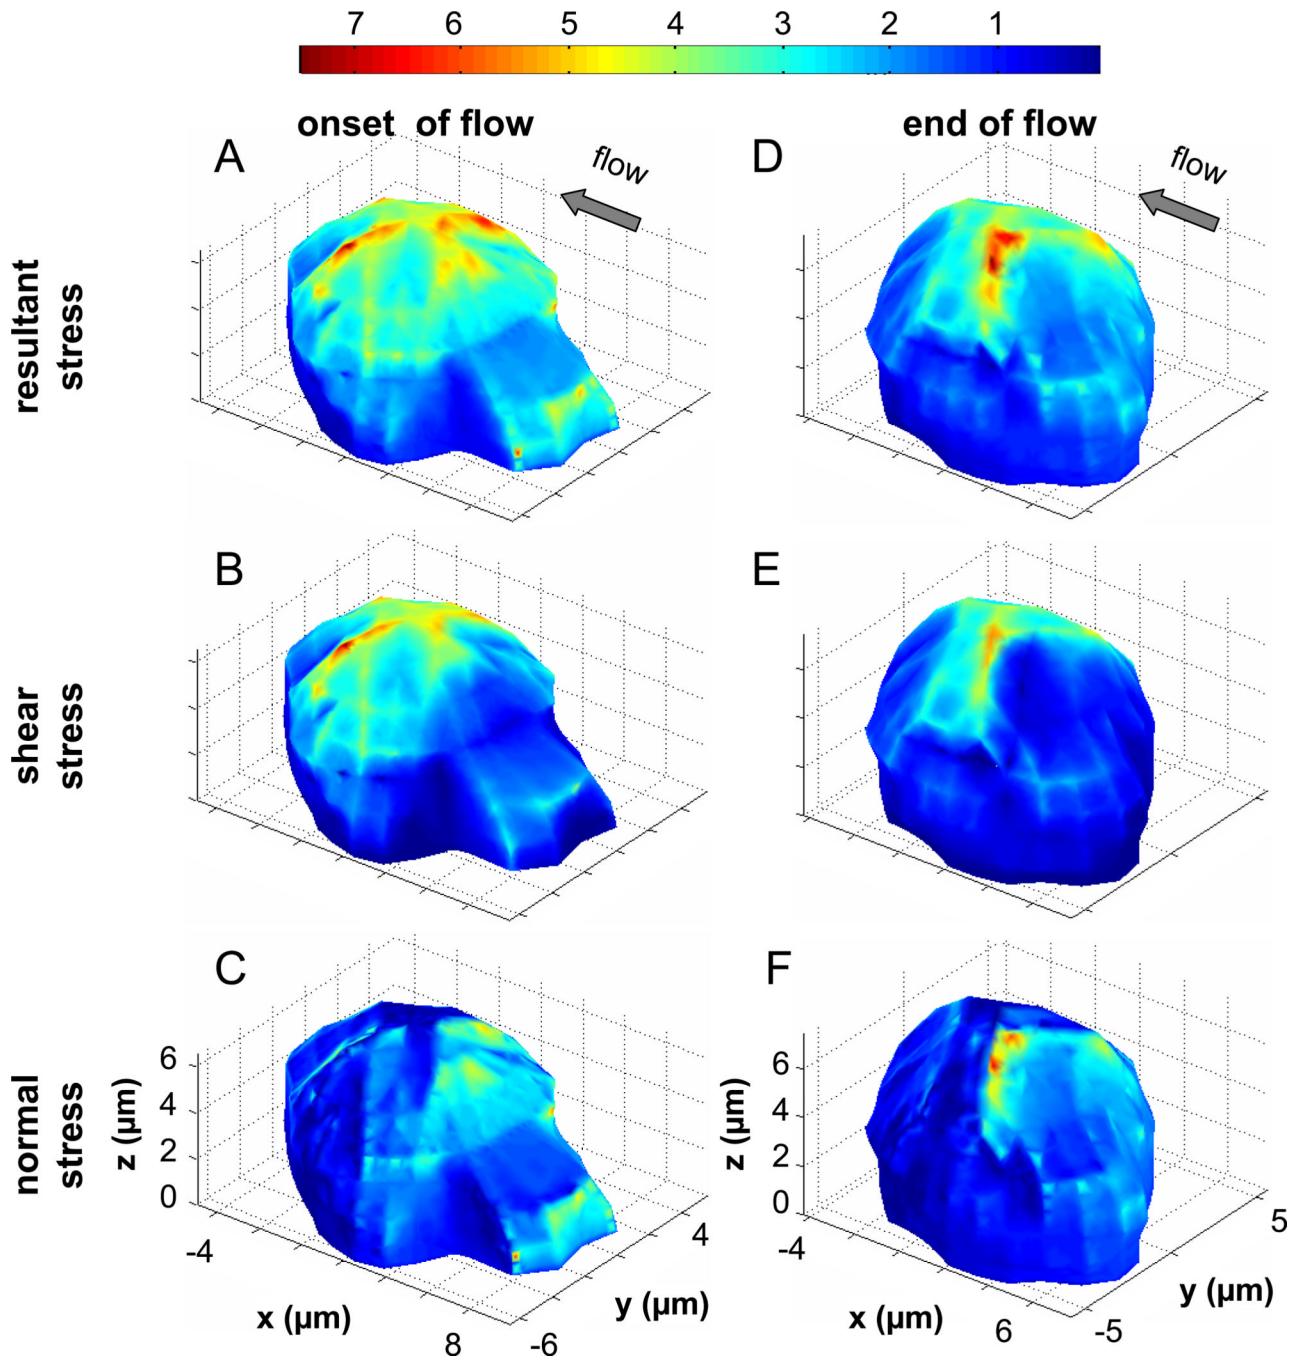 7 6 5 4 3 2 1
onset of flow
end of flow
A
flow
D
flow
resultant
stress
B
E
shear
stress
C
F
normal
stress
z (µm)
6
4
2
0
-4
x (µm)
8
-6
y (µm)
4
z (µm)
6
4
2
0
-4
x (µm)
6
-5
y (µm)
5